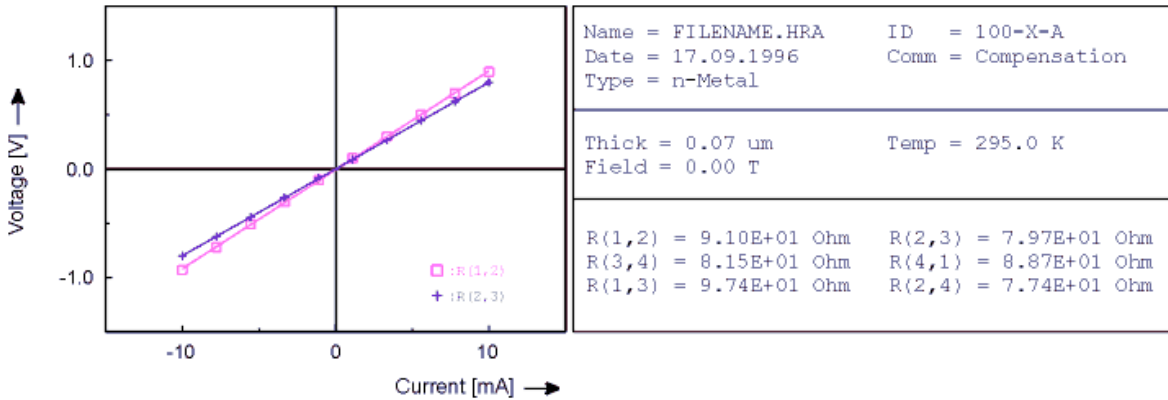 Voltage [V]
1.0
0.0
-1.0
-10
0
10
Current [mA]
:R(1,2)
:R(2,3)
Name = FILENAME.HRA ID = 100-X-A
Date = 17.09.1996 Comm = Compensation
Type = n-Metal
Thick = 0.07 um Temp = 295.0 K
Field = 0.00 T
R(1,2) = 9.10E+01 Ohm R(2,3) = 7.97E+01 Ohm
R(3,4) = 8.15E+01 Ohm R(4,1) = 8.87E+01 Ohm
R(1,3) = 9.74E+01 Ohm R(2,4) = 7.74E+01 Ohm